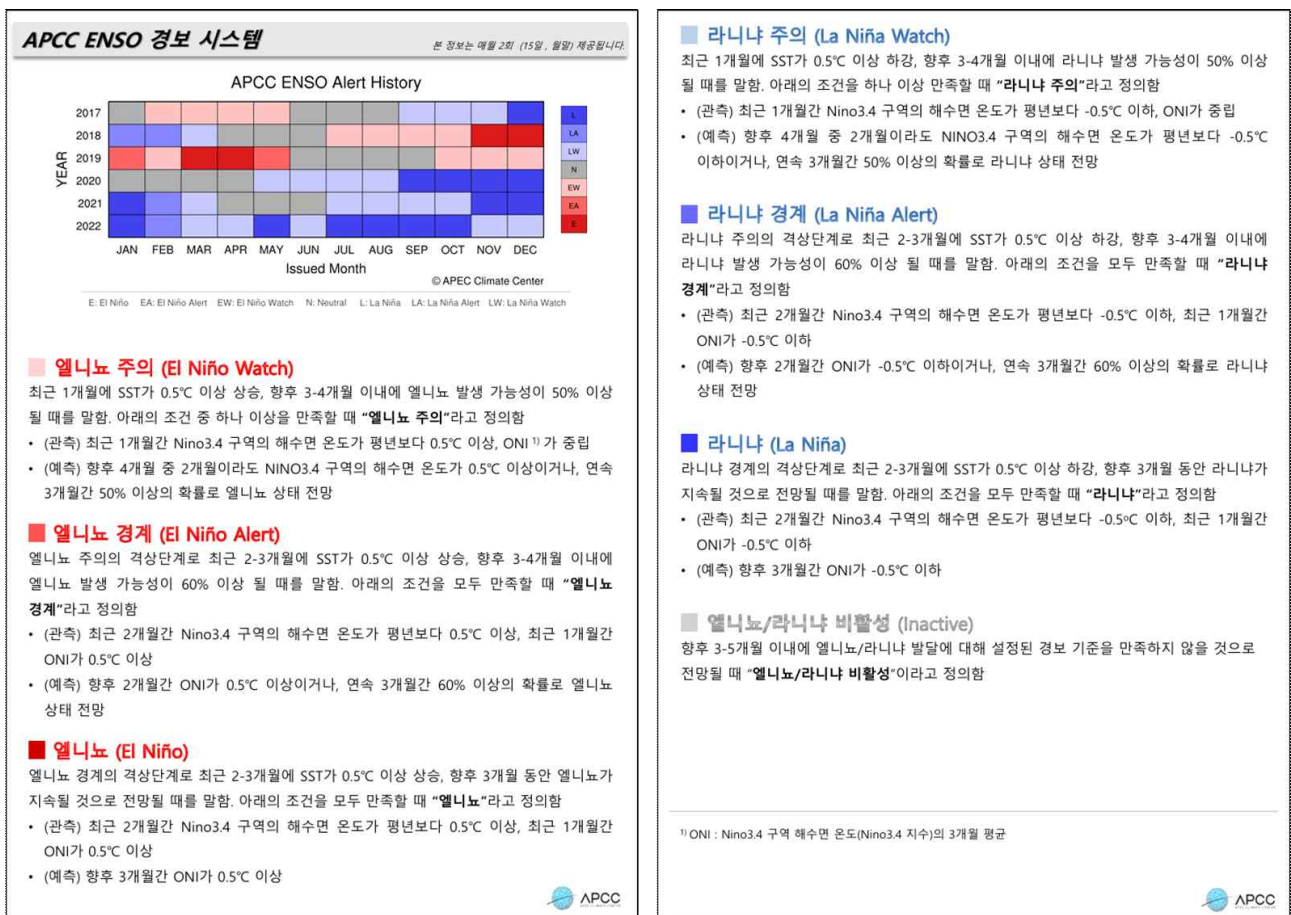 APCC ENSO 경보 시스템
본 정보는 매월 2회 (15일, 월말) 제공됩니다.
APCC ENSO Alert History
YEAR
2017
2018
2019
2020
2021
2022
L
LA
LW
N
EW
EA
E
JAN FEB MAR APR MAY JUN JUL AUG SEP OCT NOV DEC
Issued Month
© APEC Climate Center
E: El Niño EA: El Niño Alert EW: El Niño Watch N: Neutral L: La Niña LA: La Niña Alert LW: La Niña Watch
엘니뇨 주의 (El Niño Watch)
최근 1개월에 SST가 0.5℃ 이상 상승, 향후 3-4개월 이내에 엘니뇨 발생 가능성이 50% 이상
될 때를 말함. 아래의 조건 중 하나 이상을 만족할 때 “엘니뇨 주의”라고 정의함
• (관측) 최근 1개월간 Nino3.4 구역의 해수면 온도가 평년보다 0.5℃ 이상, ONI 1) 가 중립
• (예측) 향후 4개월 중 2개월이라도 NINO3.4 구역의 해수면 온도가 0.5℃ 이상이거나, 연속
3개월간 50% 이상의 확률로 엘니뇨 상태 전망
엘니뇨 경계 (El Niño Alert)
엘니뇨 주의의 격상단계로 최근 2-3개월에 SST가 0.5℃ 이상 상승, 향후 3-4개월 이내에
엘니뇨 발생 가능성이 60% 이상 될 때를 말함. 아래의 조건을 모두 만족할 때 “엘니뇨
경계”라고 정의함
• (관측) 최근 2개월간 Nino3.4 구역의 해수면 온도가 평년보다 0.5℃ 이상, 최근 1개월간
ONI가 0.5℃ 이상
• (예측) 향후 2개월간 ONI가 0.5℃ 이상이거나, 연속 3개월간 60% 이상의 확률로 엘니뇨
상태 전망
엘니뇨 (El Niño)
엘니뇨 경계의 격상단계로 최근 2-3개월에 SST가 0.5℃ 이상 상승, 향후 3개월 동안 엘니뇨가
지속될 것으로 전망될 때를 말함. 아래의 조건을 모두 만족할 때 “엘니뇨”라고 정의함
• (관측) 최근 2개월간 Nino3.4 구역의 해수면 온도가 평년보다 0.5℃ 이상, 최근 1개월간
ONI가 0.5℃ 이상
• (예측) 향후 3개월간 ONI가 0.5℃ 이상
APCC
라니냐 주의 (La Niña Watch)
최근 1개월에 SST가 0.5℃ 이상 하강, 향후 3-4개월 이내에 라니냐 발생 가능성이 50% 이상
될 때를 말함. 아래의 조건을 하나 이상 만족할 때 “라니냐 주의”라고 정의함
• (관측) 최근 1개월간 Nino3.4 구역의 해수면 온도가 평년보다 -0.5℃ 이하, ONI가 중립
• (예측) 향후 4개월 중 2개월이라도 NINO3.4 구역의 해수면 온도가 평년보다 -0.5℃
이하이거나, 연속 3개월간 50% 이상의 확률로 라니냐 상태 전망
라니냐 경계 (La Niña Alert)
라니냐 주의의 격상단계로 최근 2-3개월에 SST가 0.5℃ 이상 하강, 향후 3-4개월 이내에
라니냐 발생 가능성이 60% 이상 될 때를 말함. 아래의 조건을 모두 만족할 때 “라니냐
경계”라고 정의함
• (관측) 최근 2개월간 Nino3.4 구역의 해수면 온도가 평년보다 -0.5℃ 이하, 최근 1개월간
ONI가 -0.5℃ 이하
• (예측) 향후 2개월간 ONI가 -0.5℃ 이하이거나, 연속 3개월간 60% 이상의 확률로 라니냐
상태 전망
라니냐 (La Niña)
라니냐 경계의 격상단계로 최근 2-3개월에 SST가 0.5℃ 이상 하강, 향후 3개월 동안 라니냐가
지속될 것으로 전망될 때를 말함. 아래의 조건을 모두 만족할 때 “라니냐”라고 정의함
• (관측) 최근 2개월간 Nino3.4 구역의 해수면 온도가 평년보다 -0.5ºC 이하, 최근 1개월간
ONI가 -0.5℃ 이하
• (예측) 향후 3개월간 ONI가 -0.5℃ 이하
엘니뇨/라니냐 비활성 (Inactive)
향후 3-5개월 이내에 엘니뇨/라니냐 발달에 대해 설정된 경보 기준을 만족하지 않을 것으로
전망될 때 “엘니뇨/라니냐 비활성”이라고 정의함
1) ONI : Nino3.4 구역 해수면 온도(Nino3.4 지수)의 3개월 평균
APCC